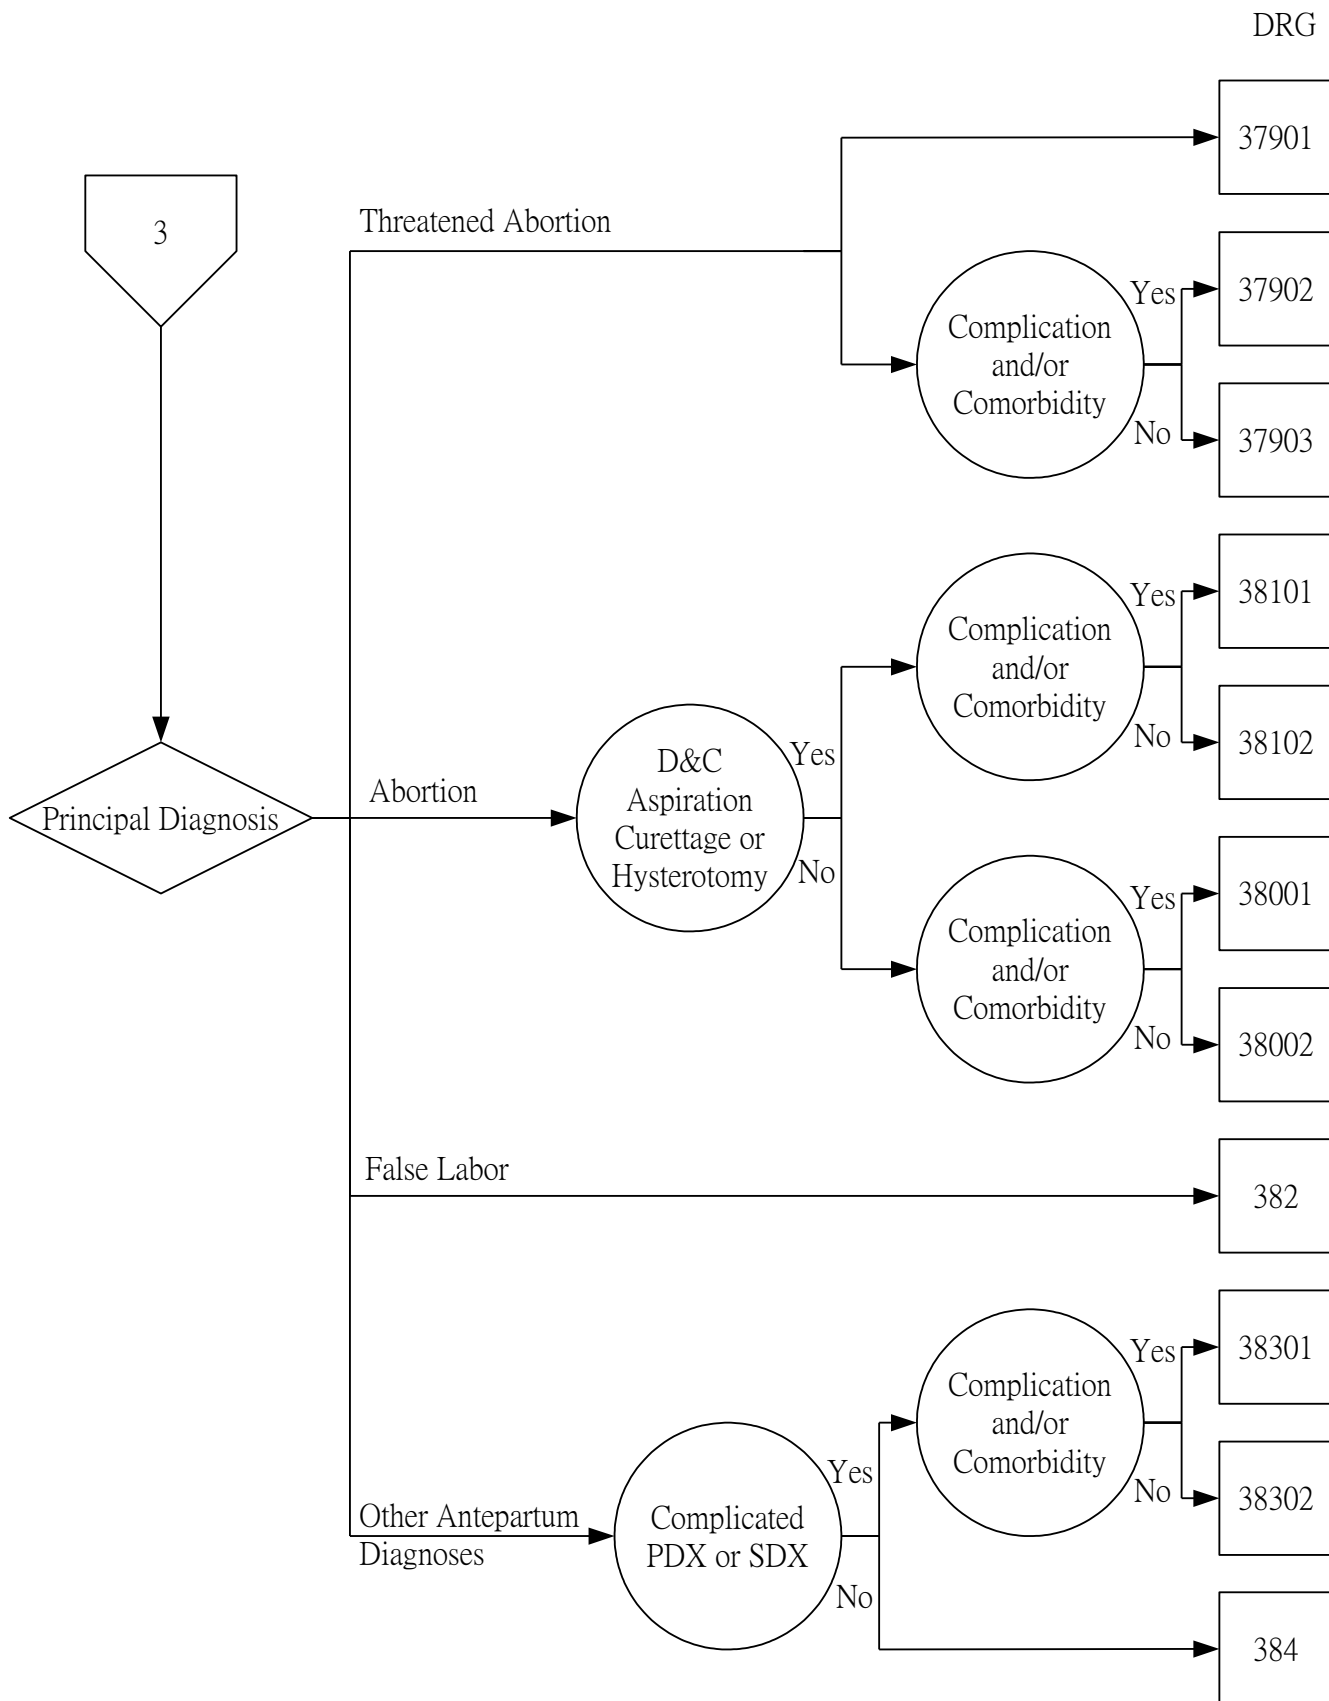 DRG
37901
3
Threatened Abortion
37902
Yes
Complication
and/or
Comorbidity
No
37903
38101
Yes
Complication
and/or
Comorbidity
No
38102
D&C
Aspiration
Curettage or
Hysterotomy
Yes
No
Abortion
Principal Diagnosis
38001
Yes
Complication
and/or
Comorbidity
No
38002
False Labor
382
38301
Yes
Complication
and/or
Comorbidity
No
38302
Yes
Other Antepartum
Diagnoses
Complicated
PDX or SDX
No
384